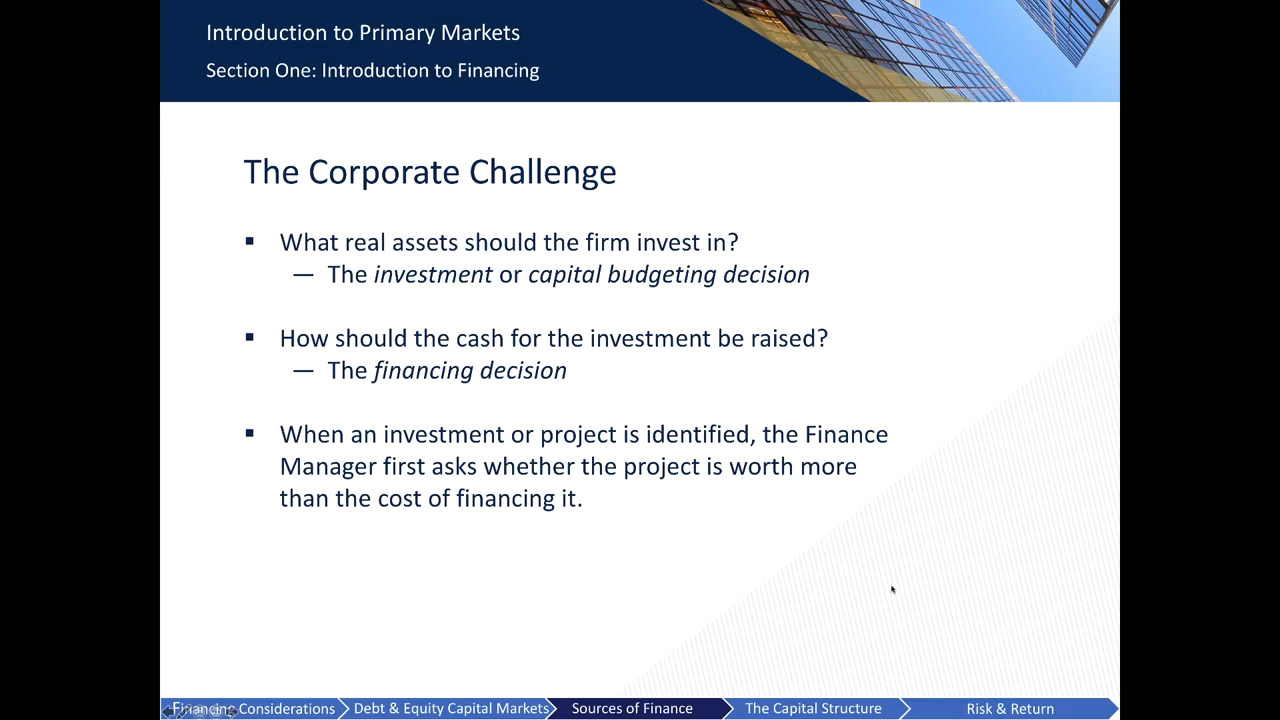 Introduction to Primary Markets
Section One: Introduction to Financing
The Corporate Challenge
▪ What real assets should the firm invest in?
— The investment or capital budgeting decision
▪ How should the cash for the investment be raised?
— The financing decision
▪ When an investment or project is identified, the Finance
Manager first asks whether the project is worth more
than the cost of financing it.
Financing Considerations
Debt & Equity Capital Markets
Sources of Finance
The Capital Structure
Risk & Return